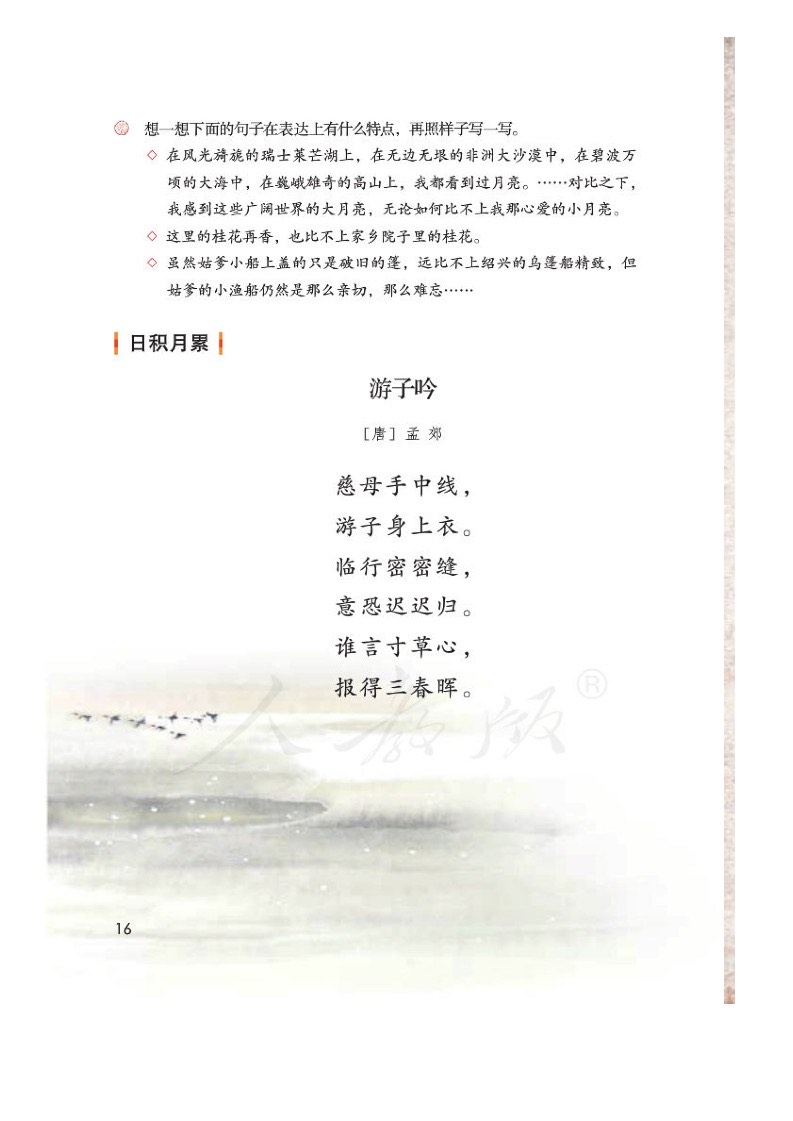 想一想下面的句子在表达上有什么特点，再照样子写一写。
◇ 在风光旖旎的瑞士莱芒湖上，在无边无垠的非洲大沙漠中，在碧波万
顷的大海中，在巍峨雄奇的高山上，我都看到过月亮。……对比之下，
我感到这些广阔世界的大月亮，无论如何比不上我那心爱的小月亮。
◇ 这里的桂花再香，也比不上家乡院子里的桂花。
◇ 虽然姑爹小船上盖的只是破旧的篷，远比不上绍兴的乌篷船精致，但
姑爹的小渔船仍然是那么亲切，那么难忘……
日积月累
游子吟
［唐］孟 郊
慈母手中线，
游子身上衣。
临行密密缝，
意恐迟迟归。
谁言寸草心，
报得三春晖。
人教版®
16